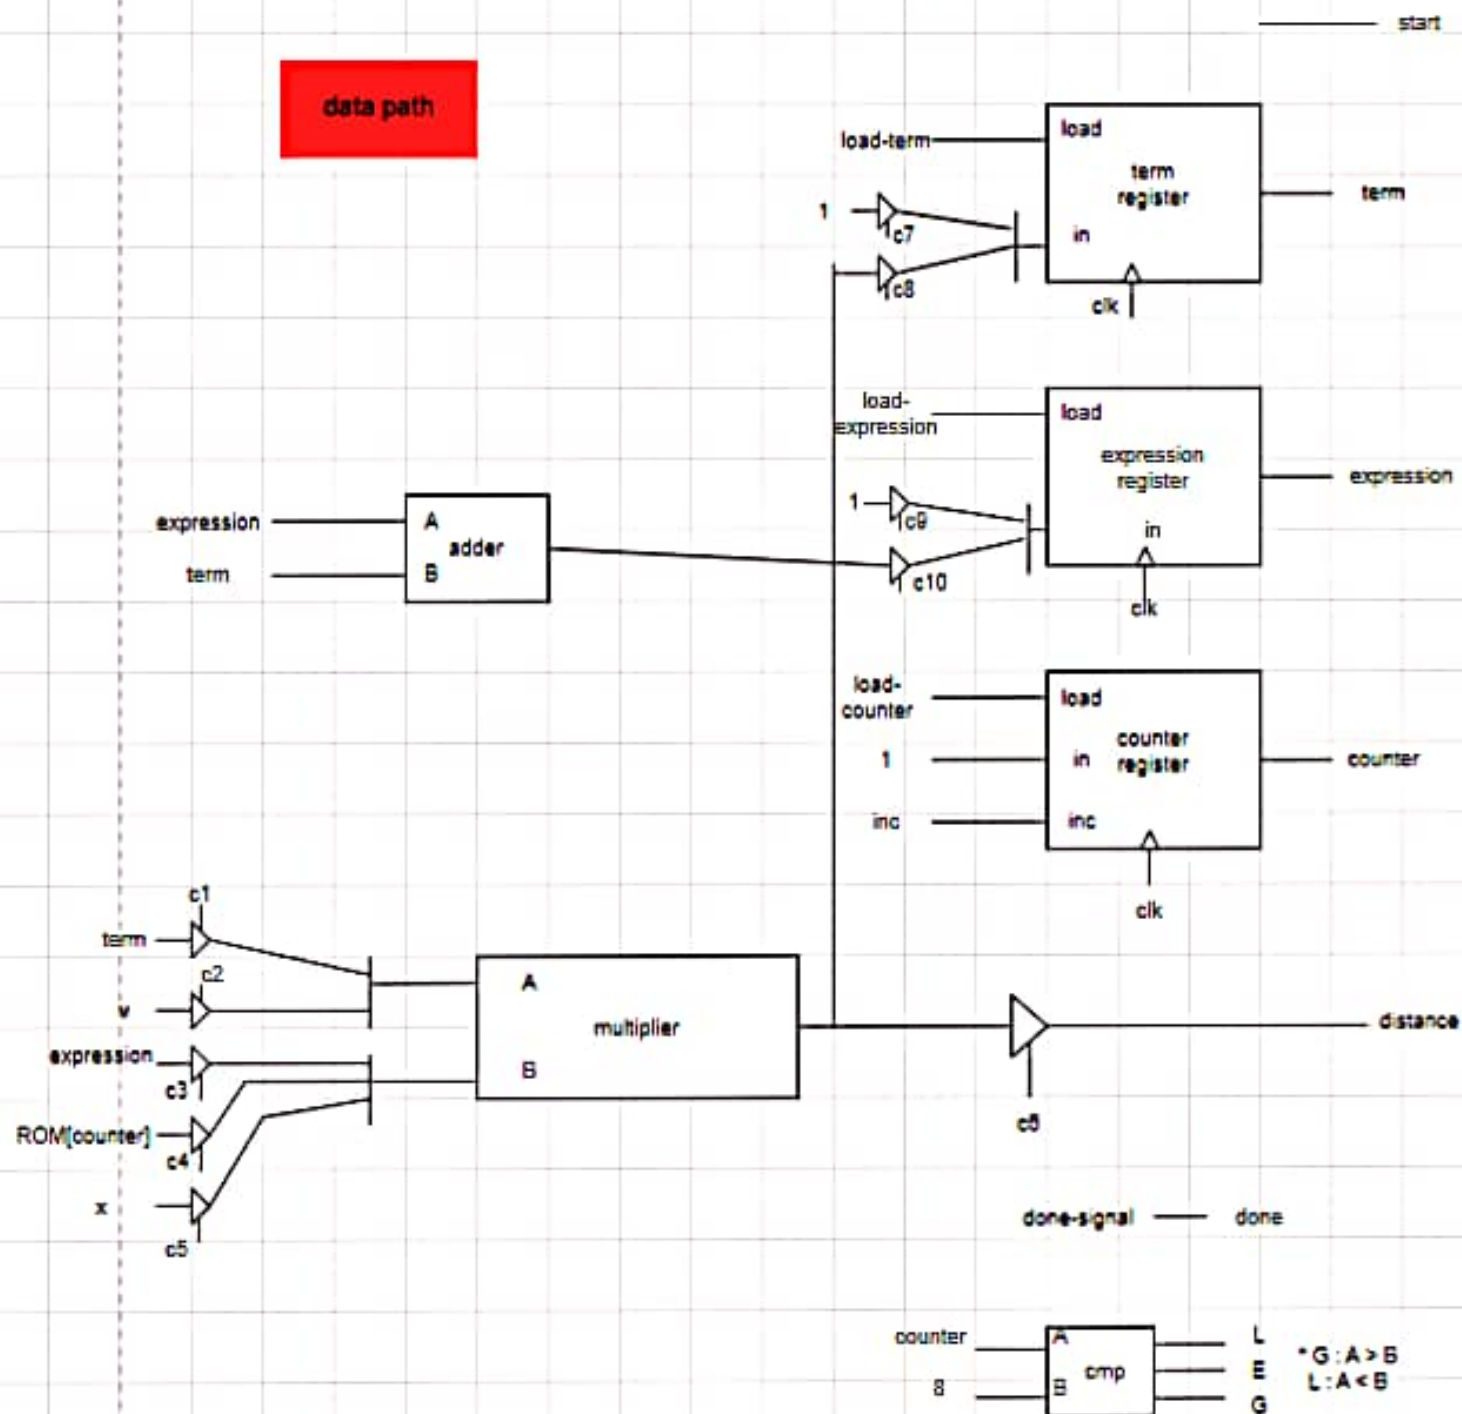 start
data path
load-term
load
term
register
term
1
c7
in
c8
clk
load-
expression
load
expression
register
expression
1
c9
in
c10
clk
expression
A
adder
term
B
load-
counter
load
counter
register
1
in
counter
inc
inc
clk
c1
term
c2
v
A
multiplier
distance
expression
c3
B
ROM[counter]
c4
c6
x
c5
done-signal
done
counter
A
cmp
8
B
L
E
G
* G : A > B
L : A < B